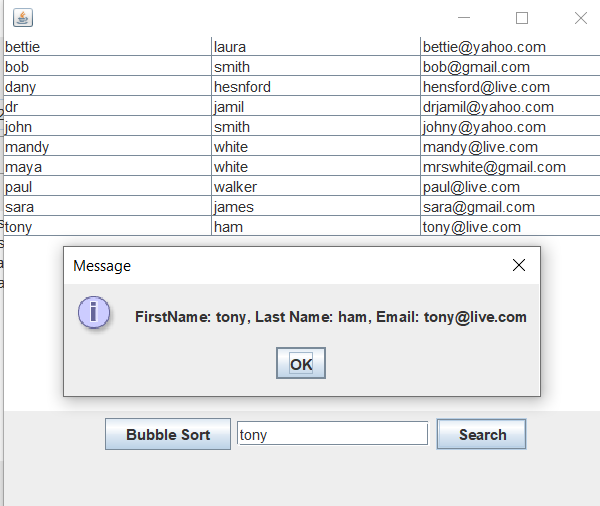 bettie laura bettie@yahoo.com
bob smith bob@gmail.com
dany hesnford hensford@live.com
dr jamil drjamil@yahoo.com
john smith johny@yahoo.com
mandy white mandy@live.com
maya white mrswhite@gmail.com
paul walker paul@live.com
sara james sara@gmail.com
tony ham tony@live.com
Message
i
FirstName: tony, Last Name: ham, Email: tony@live.com
OK
Bubble Sort tony Search